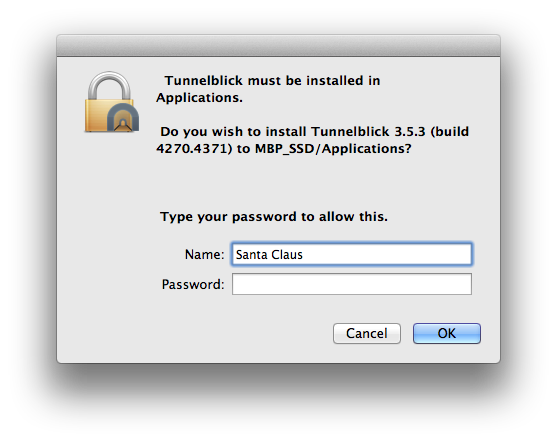 Tunnelblick must be installed in
Applications.
Do you wish to install Tunnelblick 3.5.3 (build
4270.4371) to MBP_SSD/Applications?
Type your password to allow this.
Name: Santa Claus
Password:
Cancel OK